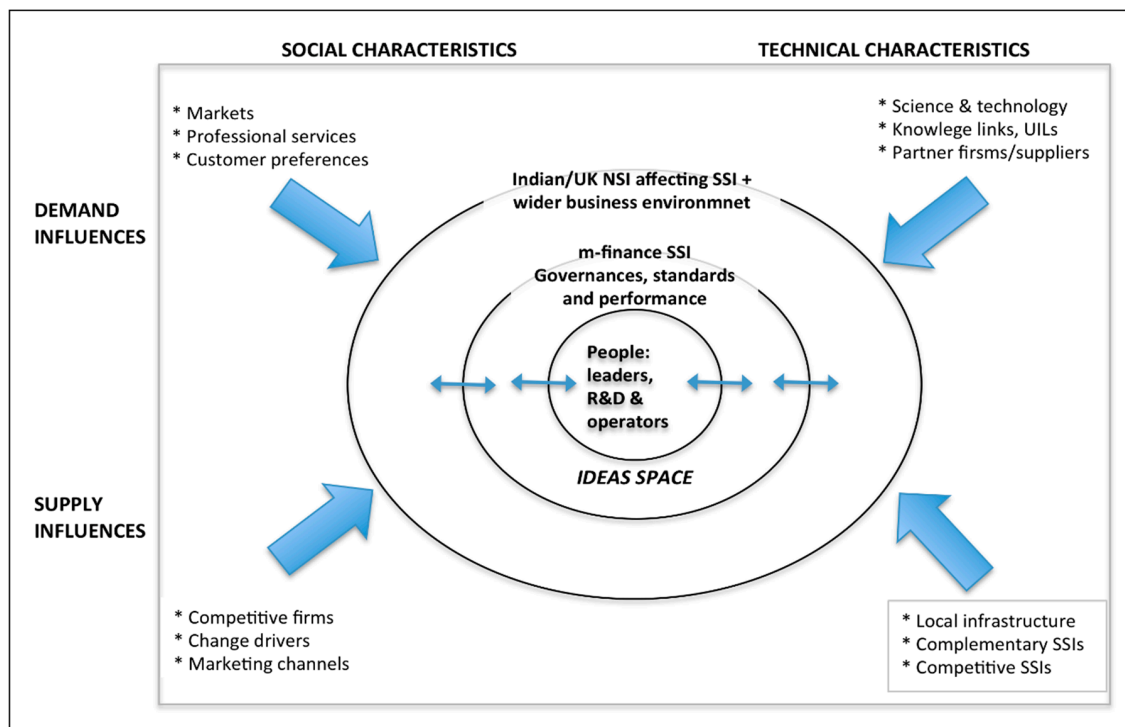 SOCIAL CHARACTERISTICS
TECHNICAL CHARACTERISTICS
* Markets
* Professional services
* Customer preferences
* Science & technology
* Knowlege links, UILs
* Partner firsms/suppliers
DEMAND
INFLUENCES
Indian/UK NSI affecting SSI +
wider business environmnet
m-finance SSI
Governances, standards
and performance
People:
leaders,
R&D &
operators
IDEAS SPACE
SUPPLY
INFLUENCES
* Competitive firms
* Change drivers
* Marketing channels
* Local infrastructure
* Complementary SSIs
* Competitive SSIs